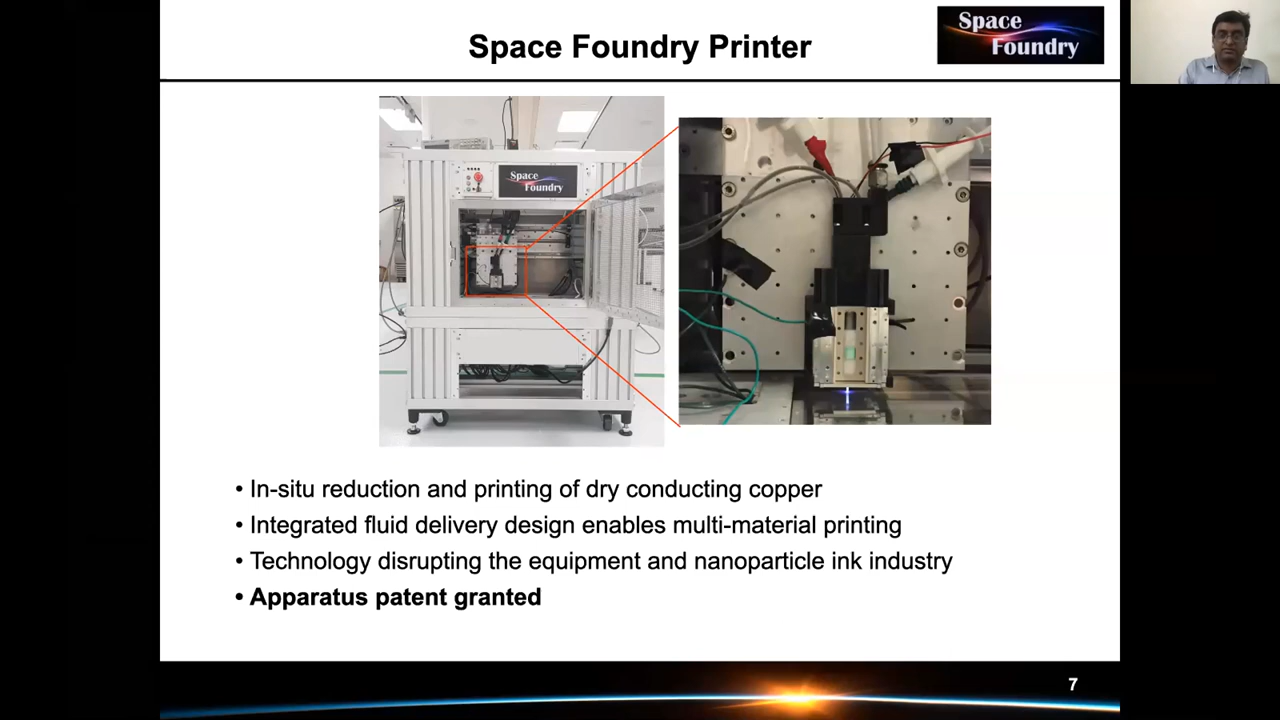 Space Foundry Printer
Space
Foundry
Space
Foundry
• In-situ reduction and printing of dry conducting copper
• Integrated fluid delivery design enables multi-material printing
• Technology disrupting the equipment and nanoparticle ink industry
• Apparatus patent granted
7